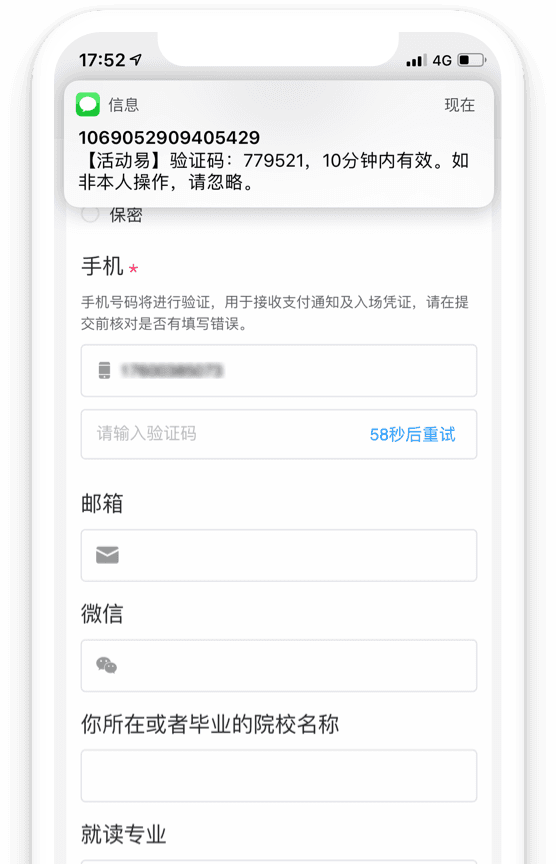 17:52
4G
信息
现在
1069052909405429
【活动易】验证码：779521，10分钟内有效。如
非本人操作，请忽略。
保密
手机 *
手机号码将进行验证，用于接收支付通知及入场凭证，请在提
交前核对是否有填写错误。
请输入验证码
58秒后重试
邮箱
微信
你所在或者毕业的院校名称
就读专业